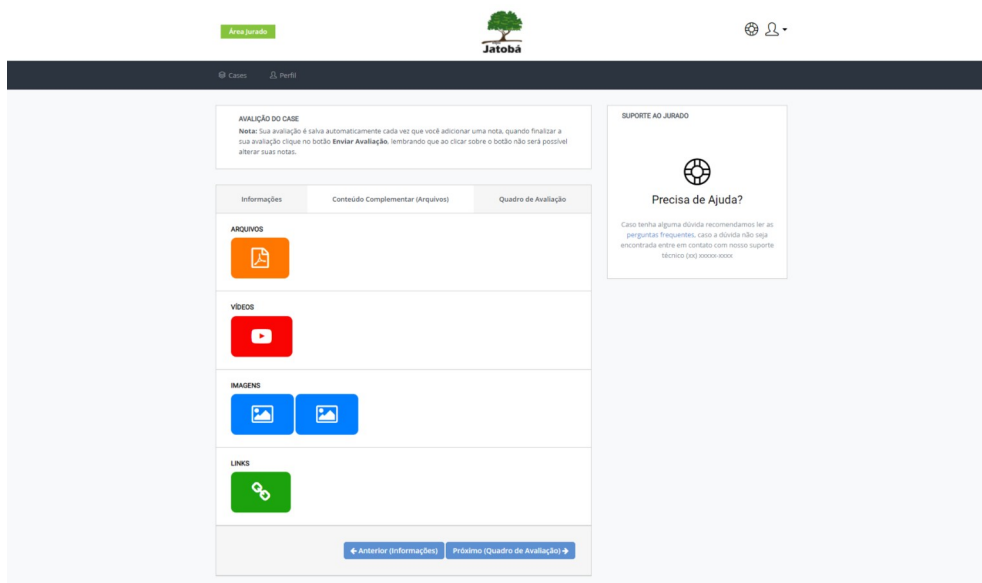 Área Jurado
Jatobá
Cases Perfil
AVALIÇÃO DO CASE
Nota: Sua avaliação é salva automaticamente cada vez que você adicionar uma nota, quando finalizar a
sua avaliação clique no botão Enviar Avaliação, lembrando que ao clicar sobre o botão não será possível
alterar suas notas.
Informações Conteúdo Complementar (Arquivos) Quadro de Avaliação
ARQUIVOS
VÍDEOS
IMAGENS
LINKS
Anterior (Informações) Próximo (Quadro de Avaliação)
SUPORTE AO JURADO
Precisa de Ajuda?
Caso tenha alguma dúvida recomendamos ler as
perguntas frequentes, caso a dúvida não seja
encontrada entre em contato com nosso suporte
técnico (xx) xxxxx-xxxx